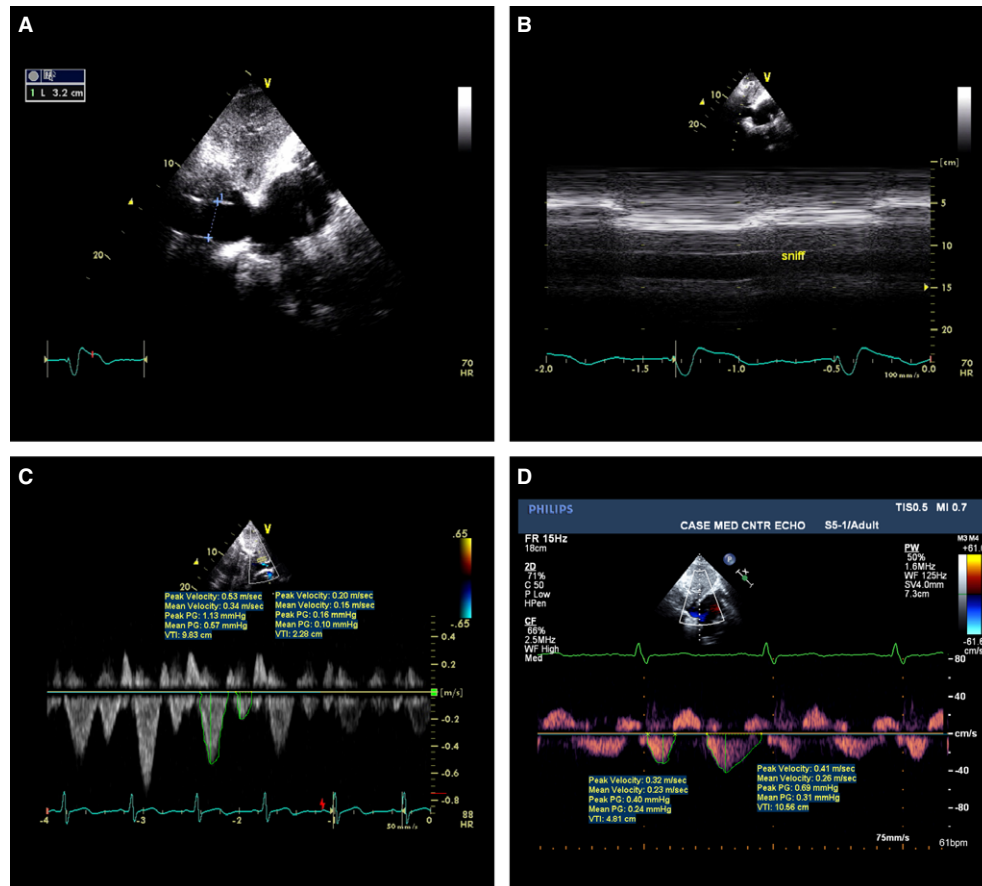 A
1 L 3.2 cm
V
10
20
70
HR
B
V
10
20
[cm]
5
10
sniff
15
20
-2.0
-1.5
-1.0
-0.5
0.0
100 mm/s
70
HR
C
V
10
20
.65
-.65
Peak Velocity: 0.53 m/sec
Mean Velocity: 0.34 m/sec
Peak PG: 1.13 mmHg
Mean PG: 0.57 mmHg
VTI: 9.83 cm
Peak Velocity: 0.20 m/sec
Mean Velocity: 0.15 m/sec
Peak PG: 0.16 mmHg
Mean PG: 0.10 mmHg
VTI: 2.28 cm
0.4
0.2
[m/s]
-0.2
-0.4
-0.6
-0.8
-4
-3
-2
-1
0
50 mm/s
88
HR
D
PHILIPS
TIS0.5 MI 0.7
CASE MED CNTR ECHO S5-1/Adult
FR 15Hz
18cm
2D
71%
C 50
P Low
HPen
CF
66%
2.5MHz
WF High
Med
P
PW
50%
1.6MHz
WF 125Hz
SV4.0mm
7.3cm
M3 M4
+61.6
-61.6
cm/s
80
40
cm/s
-40
-80
Peak Velocity: 0.32 m/sec
Mean Velocity: 0.23 m/sec
Peak PG: 0.40 mmHg
Mean PG: 0.24 mmHg
VTI: 4.81 cm
Peak Velocity: 0.41 m/sec
Mean Velocity: 0.26 m/sec
Peak PG: 0.69 mmHg
Mean PG: 0.31 mmHg
VTI: 10.56 cm
75mm/s
61bpm